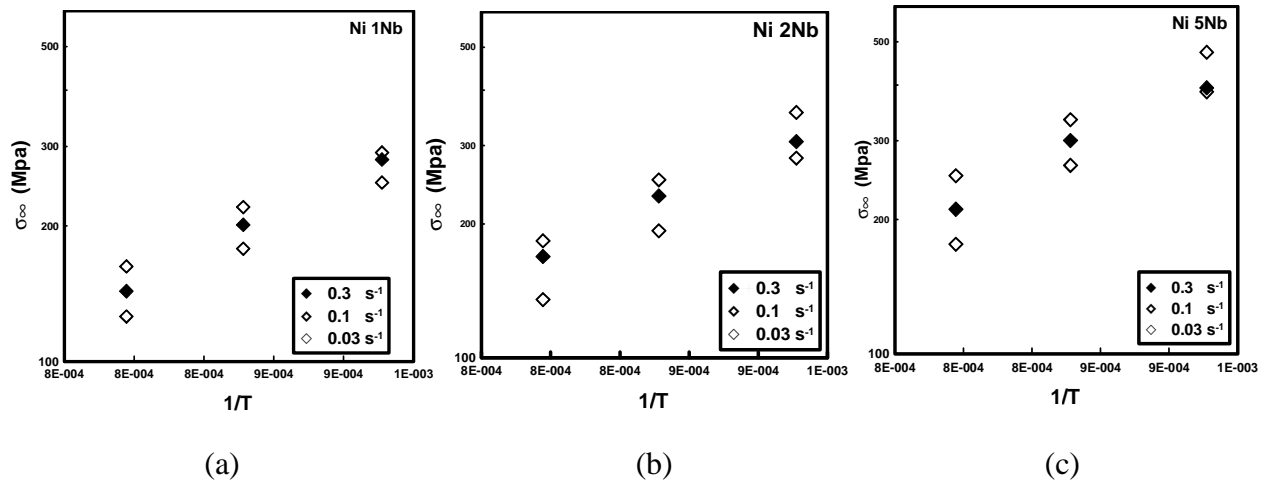 Ni 1Nb
500
300
200
100
σ∞ (Mpa)
0.3 s-1
0.1 s-1
0.03 s-1
8E-004 8E-004 8E-004 9E-004 9E-004 1E-003
1/T
(a)
Ni 2Nb
500
300
200
100
σ∞ (Mpa)
0.3 s-1
0.1 s-1
0.03 s-1
8E-004 8E-004 8E-004 9E-004 9E-004 1E-003
1/T
(b)
Ni 5Nb
500
300
200
100
σ∞ (Mpa)
0.3 s-1
0.1 s-1
0.03 s-1
8E-004 8E-004 8E-004 9E-004 9E-004 1E-003
1/T
(c)